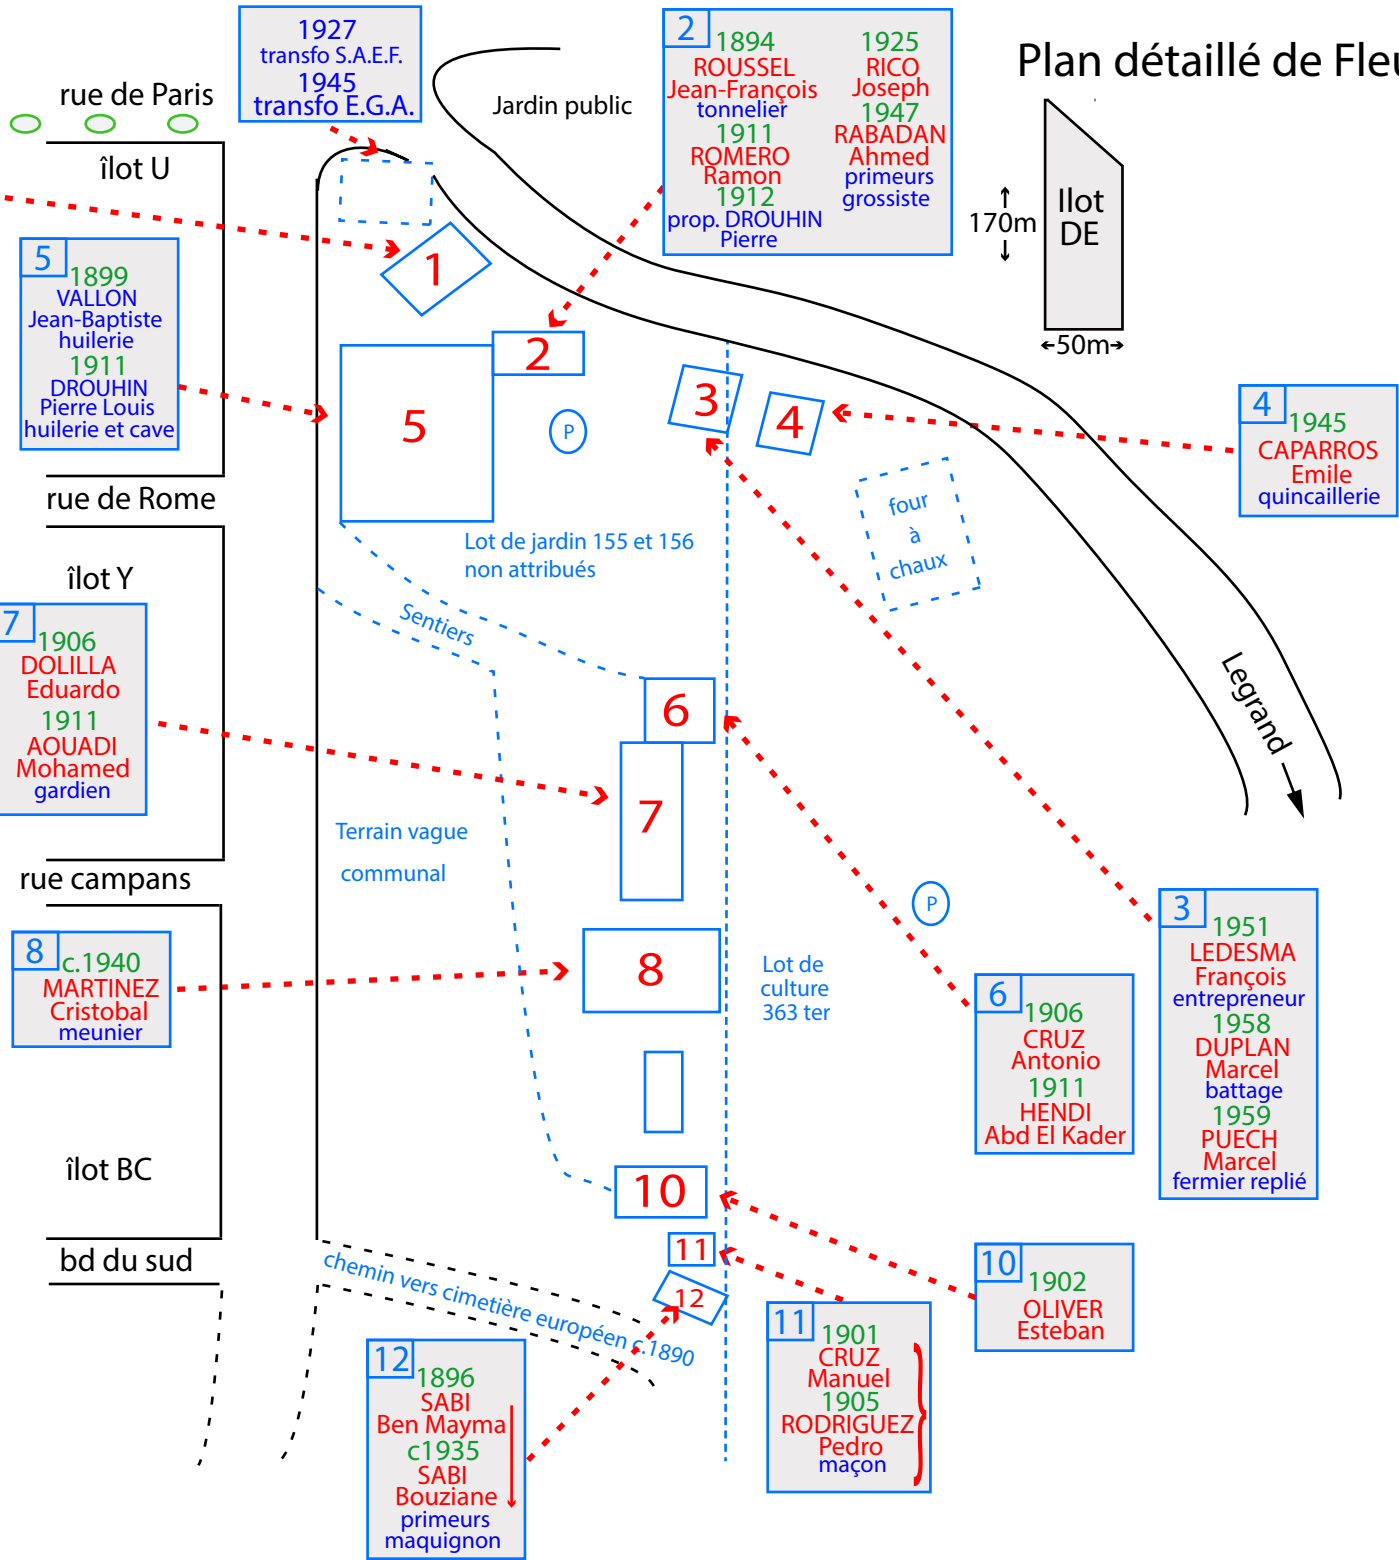 Plan détaillé de Fleu
1927
transfo S.A.E.F.
1945
transfo E.G.A.
rue de Paris
îlot U
Jardin public
2
1894
ROUSSEL
Jean-François
tonnelier
1911
ROMERO
Ramon
1912
prop. DROUHIN
Pierre
1925
RICO
Joseph
1947
RABADAN
Ahmed
primeurs
grossiste
170m
Ilot
DE
50m
5
1899
VALLON
Jean-Baptiste
huilerie
1911
DROUHIN
Pierre Louis
huilerie et cave
1
2
3
4
5
P
4
1945
CAPARROS
Emile
quincaillerie
rue de Rome
Lot de jardin 155 et 156
non attribués
four
à
chaux
îlot Y
Sentiers
7
1906
DOLILLA
Eduardo
1911
AOUADI
Mohamed
gardien
6
7
Legrand
Terrain vague
communal
rue campans
P
8
c.1940
MARTINEZ
Cristobal
meunier
8
Lot de
culture
363 ter
6
1906
CRUZ
Antonio
1911
HENDI
Abd El Kader
3
1951
LEDESMA
François
entrepreneur
1958
DUPLAN
Marcel
battage
1959
PUECH
Marcel
fermier replié
îlot BC
10
11
12
bd du sud
chemin vers cimetière européen c.1890
10
1902
OLIVER
Esteban
11
1901
CRUZ
Manuel
1905
RODRIGUEZ
Pedro
maçon
12
1896
SABI
Ben Mayma
c1935
SABI
Bouziane
primeurs
maquignon